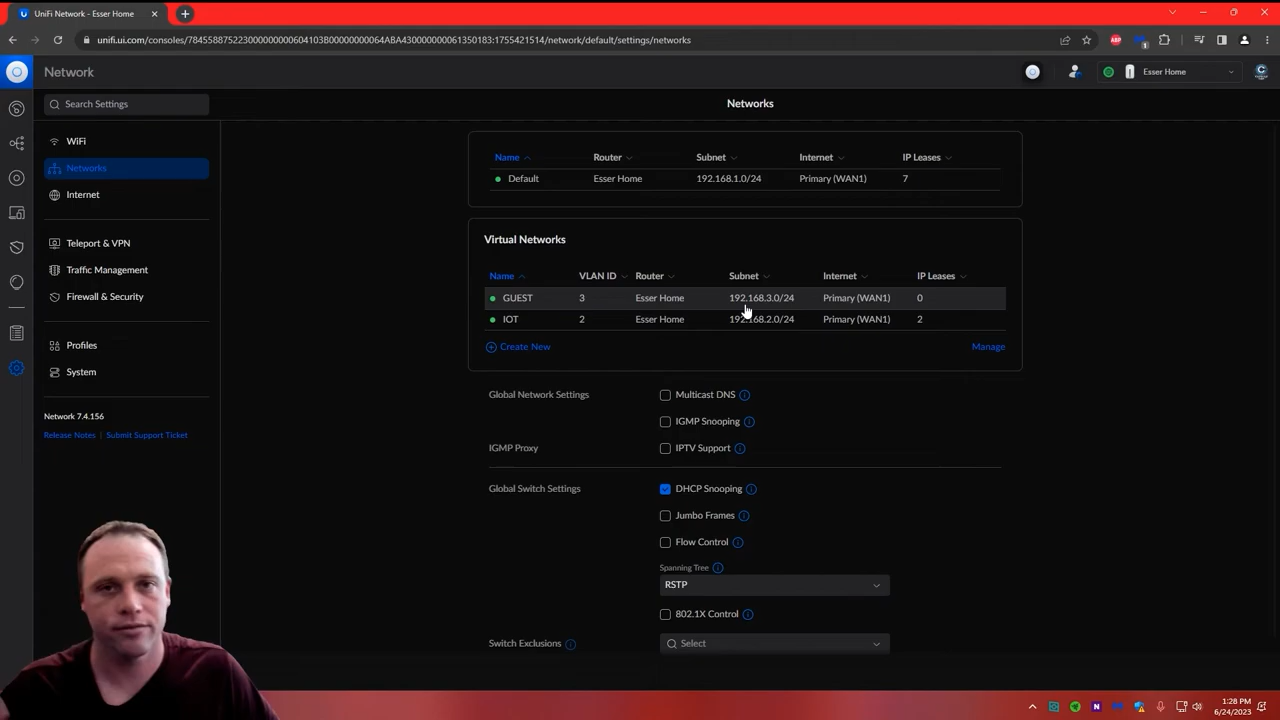 UniFi Network - Esser Home
unifi.ui.com/consoles/7845588752230000000006041​03B00000000064ABA43000000061350183:1755421514/network/default/settings/networks
ABP
1
Network
Esser Home
Search Settings
Networks
WiFi
Networks
Internet
Teleport & VPN
Traffic Management
Firewall & Security
Profiles
System
Network 7.4.156
Release Notes | Submit Support Ticket
Name Router Subnet Internet IP Leases
Default Esser Home 192.168.1.0/24 Primary (WAN1) 7
Virtual Networks
Name VLAN ID Router Subnet Internet IP Leases
GUEST 3 Esser Home 192.168.3.0/24 Primary (WAN1) 0
IOT 2 Esser Home 192.168.2.0/24 Primary (WAN1) 2
Create New Manage
Global Network Settings Multicast DNS
IGMP Snooping
IGMP Proxy IPTV Support
Global Switch Settings DHCP Snooping
Jumbo Frames
Flow Control
Spanning Tree
RSTP
802.1X Control
Switch Exclusions Select
1:28 PM
6/24/2023